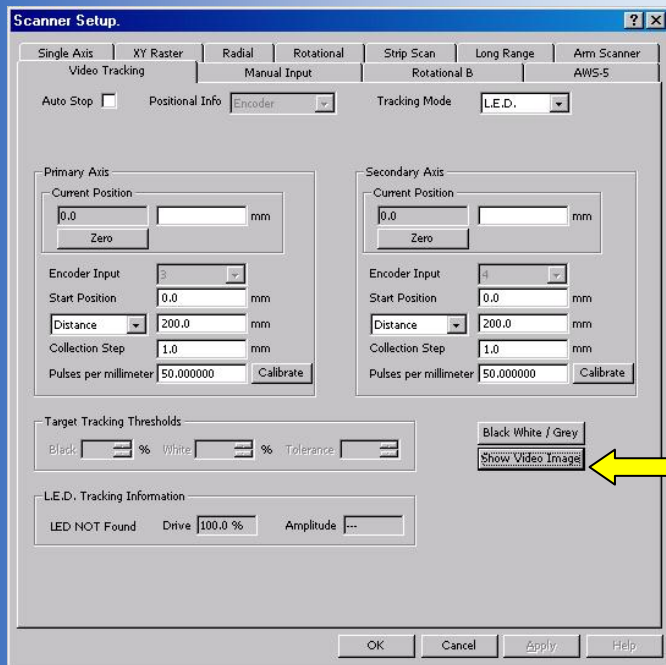 Scanner Setup.
Single Axis XY Raster Radial Rotational Strip Scan Long Range Arm Scanner
Video Tracking Manual Input Rotational B AWS-5
Auto Stop Positional Info Encoder Tracking Mode L.E.D.
Primary Axis Secondary Axis
Current Position Current Position
0.0 mm 0.0 mm
Zero Zero
Encoder Input 3 Encoder Input 4
Start Position 0.0 mm Start Position 0.0 mm
Distance 200.0 mm Distance 200.0 mm
Collection Step 1.0 mm Collection Step 1.0 mm
Pulses per millimeter 50.000000 Calibrate Pulses per millimeter 50.000000 Calibrate
Target Tracking Thresholds
Black White / Grey
Black % White % Tolerance
Show Video Image
L.E.D. Tracking Information
LED NOT Found Drive 100.0 % Amplitude ---
OK Cancel Apply Help